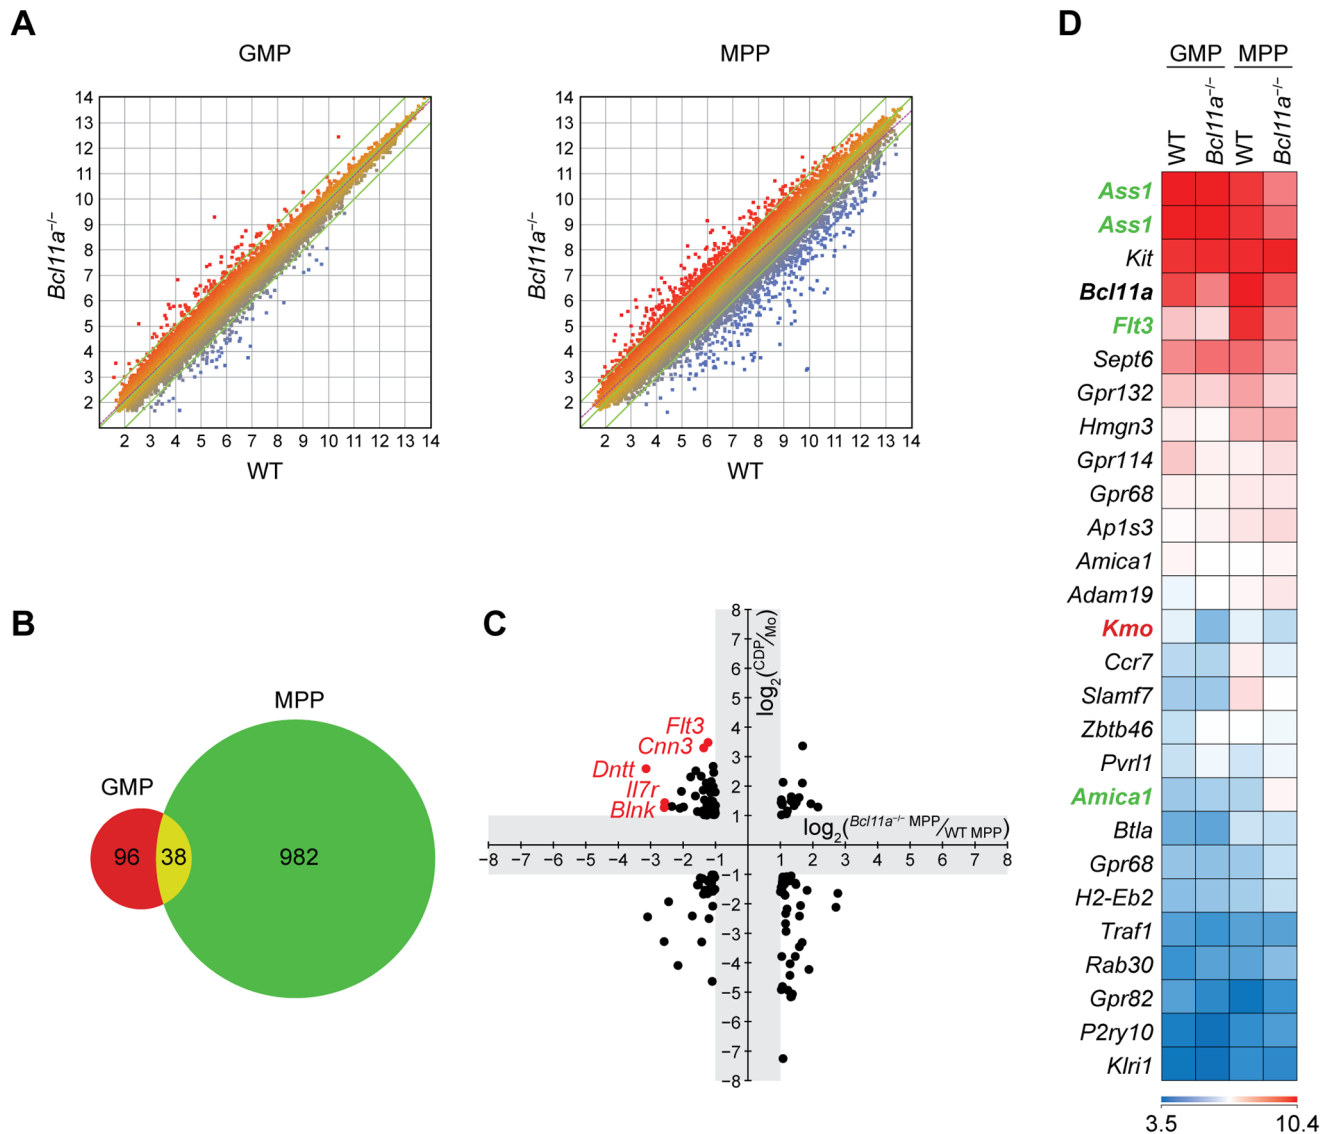 A
GMP
MPP
14
13
12
11
10
9
8
7
6
5
4
3
2
Bcl11a−/−
2 3 4 5 6 7 8 9 10 11 12 13 14
WT
14
13
12
11
10
9
8
7
6
5
4
3
2
Bcl11a−/−
2 3 4 5 6 7 8 9 10 11 12 13 14
WT
B
MPP
GMP
96 38 982
C
8
7
6
5
4
3
2
1
−1
−2
−3
−4
−5
−6
−7
−8
log2(CDP/Mo)
Flt3
Cnn3
Dntt
Il7r
Blnk
log2(Bcl11a−/− MPP/WT MPP)
−8 −7 −6 −5 −4 −3 −2 −1 1 2 3 4 5 6 7 8
D
GMP MPP
WT Bcl11a−/− WT Bcl11a−/−
Ass1
Ass1
Kit
Bcl11a
Flt3
Sept6
Gpr132
Hmgn3
Gpr114
Gpr68
Ap1s3
Amica1
Adam19
Kmo
Ccr7
Slamf7
Zbtb46
Pvrl1
Amica1
Btla
Gpr68
H2-Eb2
Traf1
Rab30
Gpr82
P2ry10
Klri1
3.5 10.4